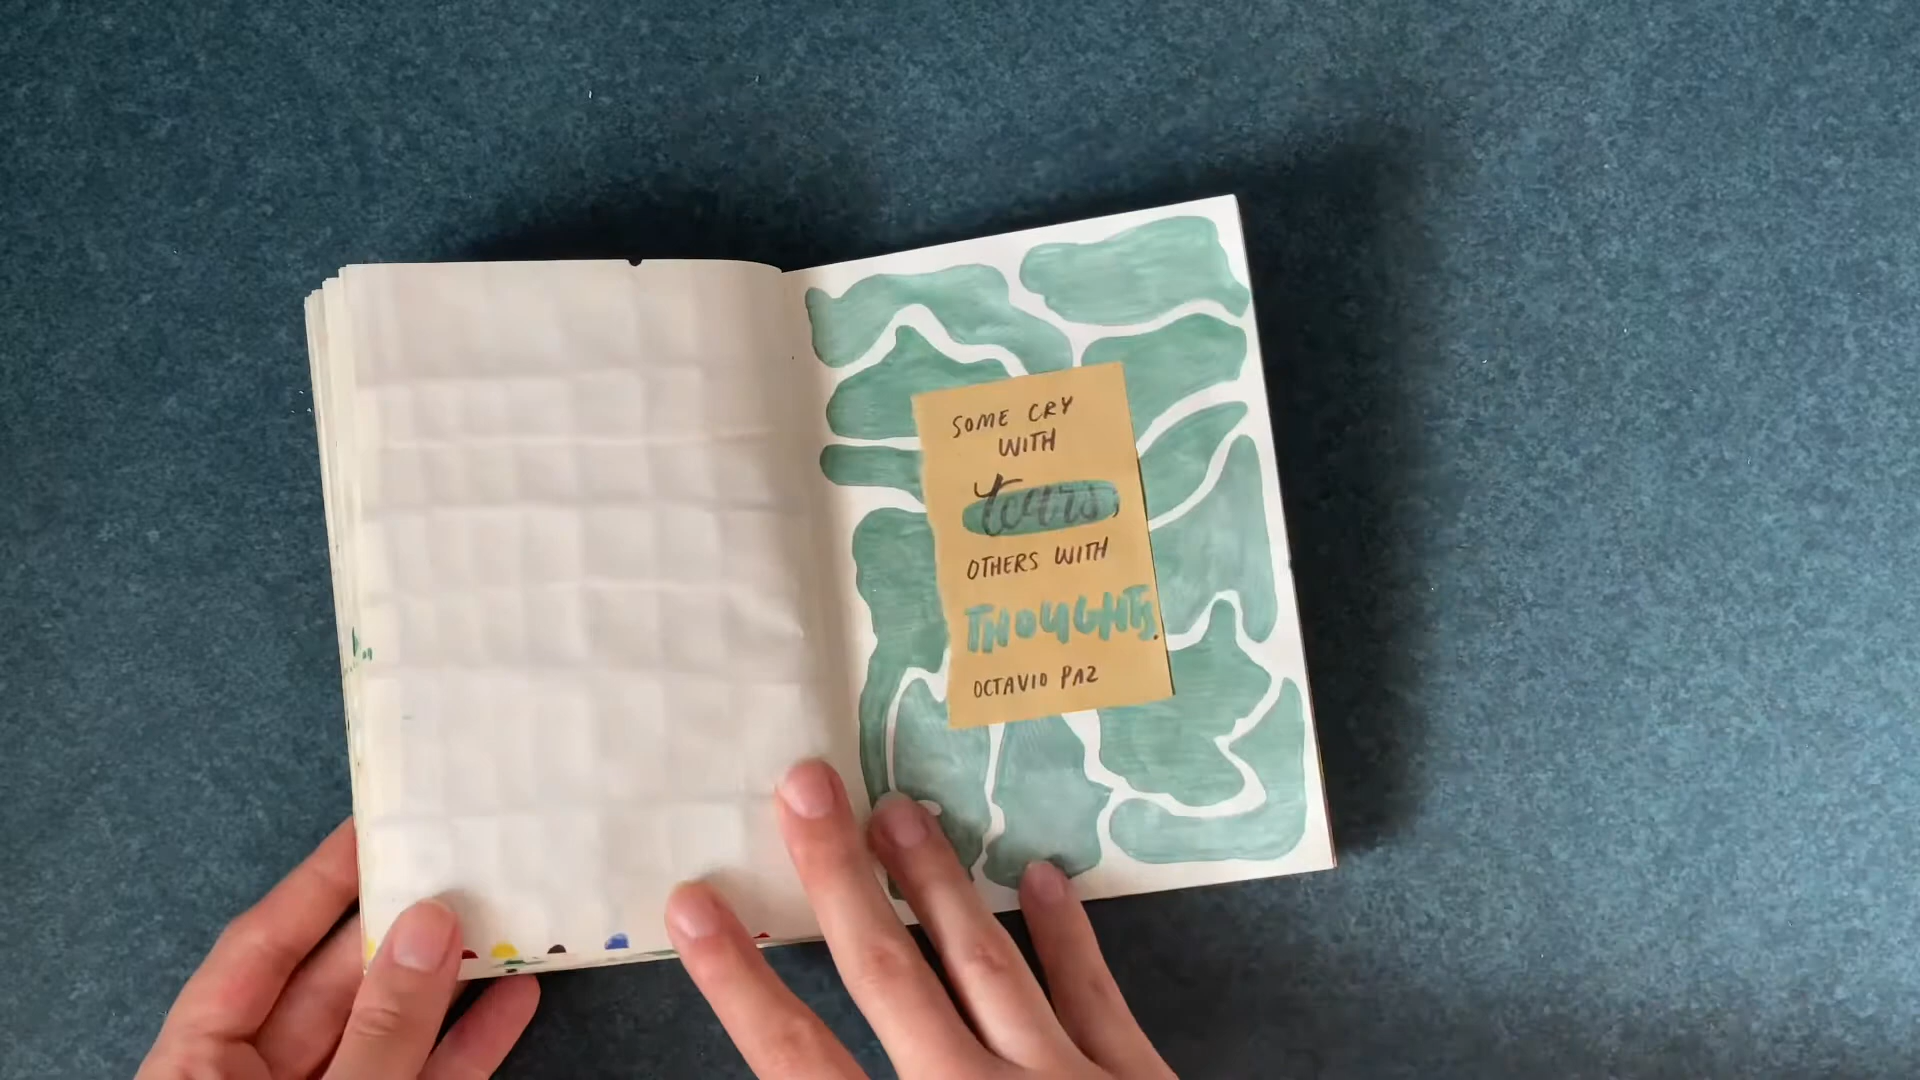 SOME CRY
WITH
tears,
OTHERS WITH
THOUGHTS.
OCTAVIO PAZ